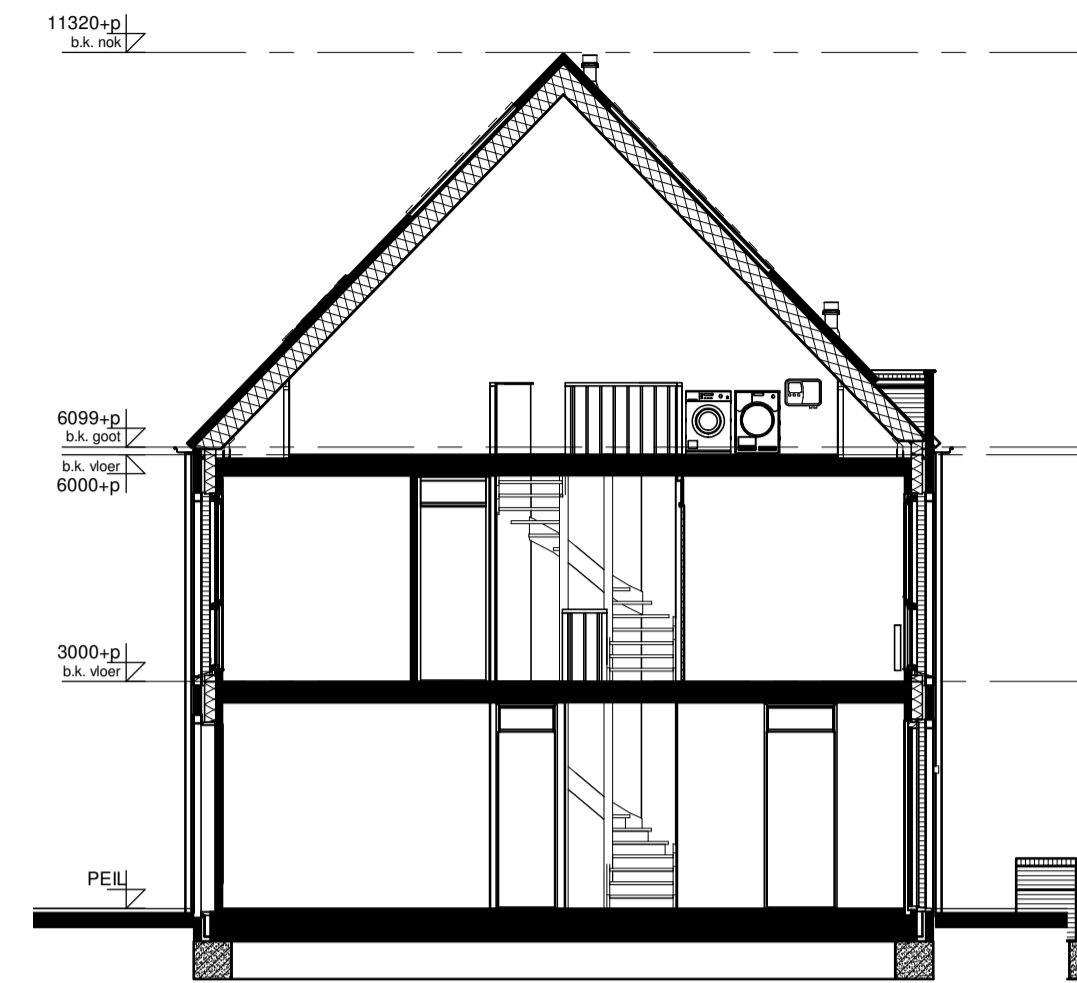 11320+p
b.k. nok
6099+p
b.k. goot
b.k. vloer
6000+p
3000+p
b.k. vloer
PEIL